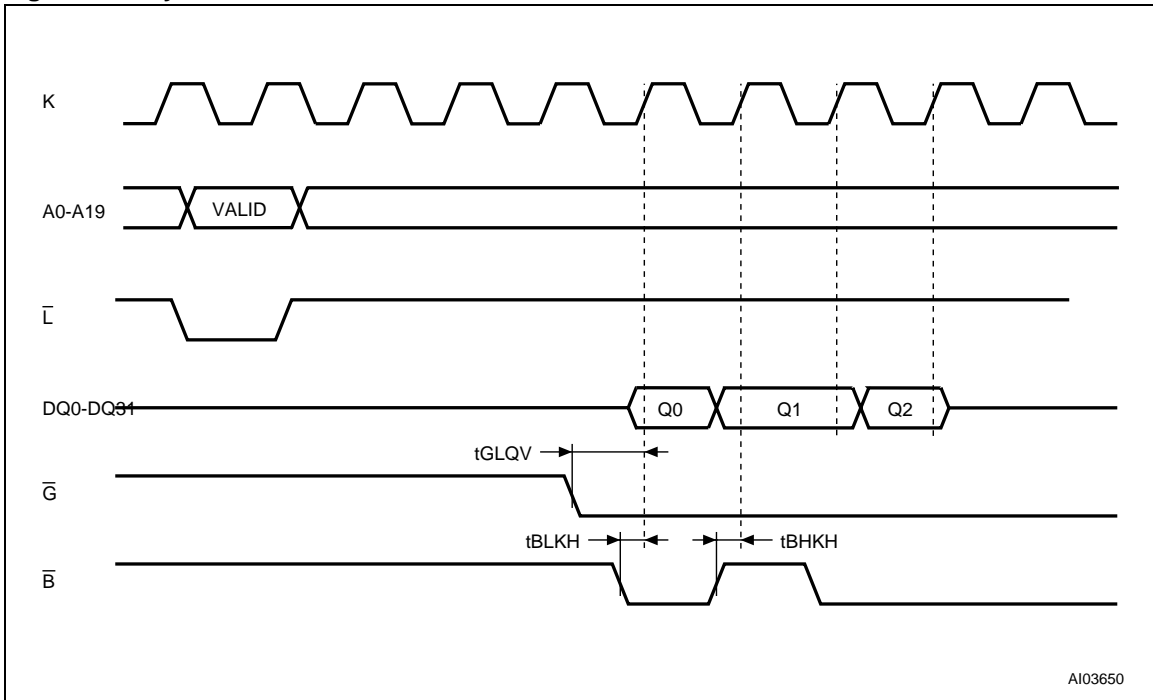 K
A0-A19
VALID
L̅
DQ0-DQ31
Q0
Q1
Q2
tGLQV
G̅
tBLKH
tBHKH
B̅
AI03650